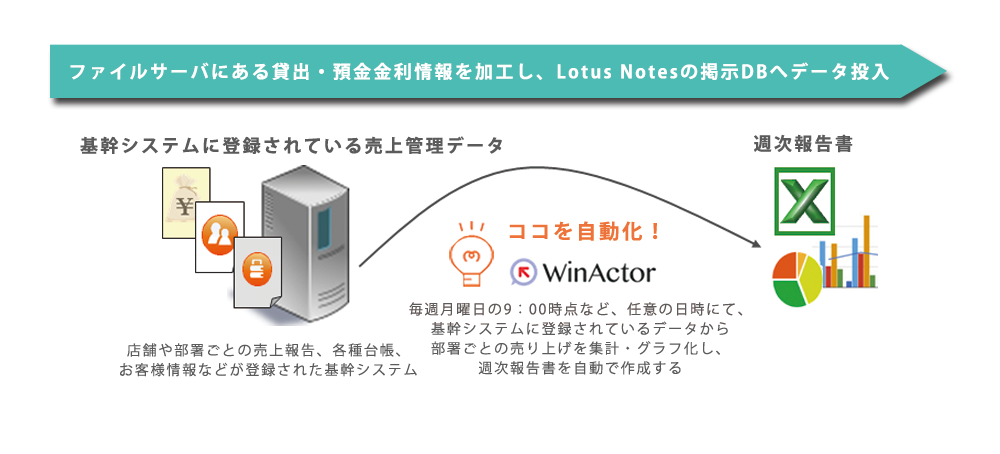 ファイルサーバにある貸出・預金金利情報を加工し、Lotus Notesの掲示DBへデータ投入
基幹システムに登録されている売上管理データ
週次報告書
¥
X
ココを自動化！
WinActor
毎週月曜日の9：00時点など、任意の日時にて、
基幹システムに登録されているデータから
部署ごとの売り上げを集計・グラフ化し、
週次報告書を自動で作成する
店舗や部署ごとの売上報告、各種台帳、
お客様情報などが登録された基幹システム